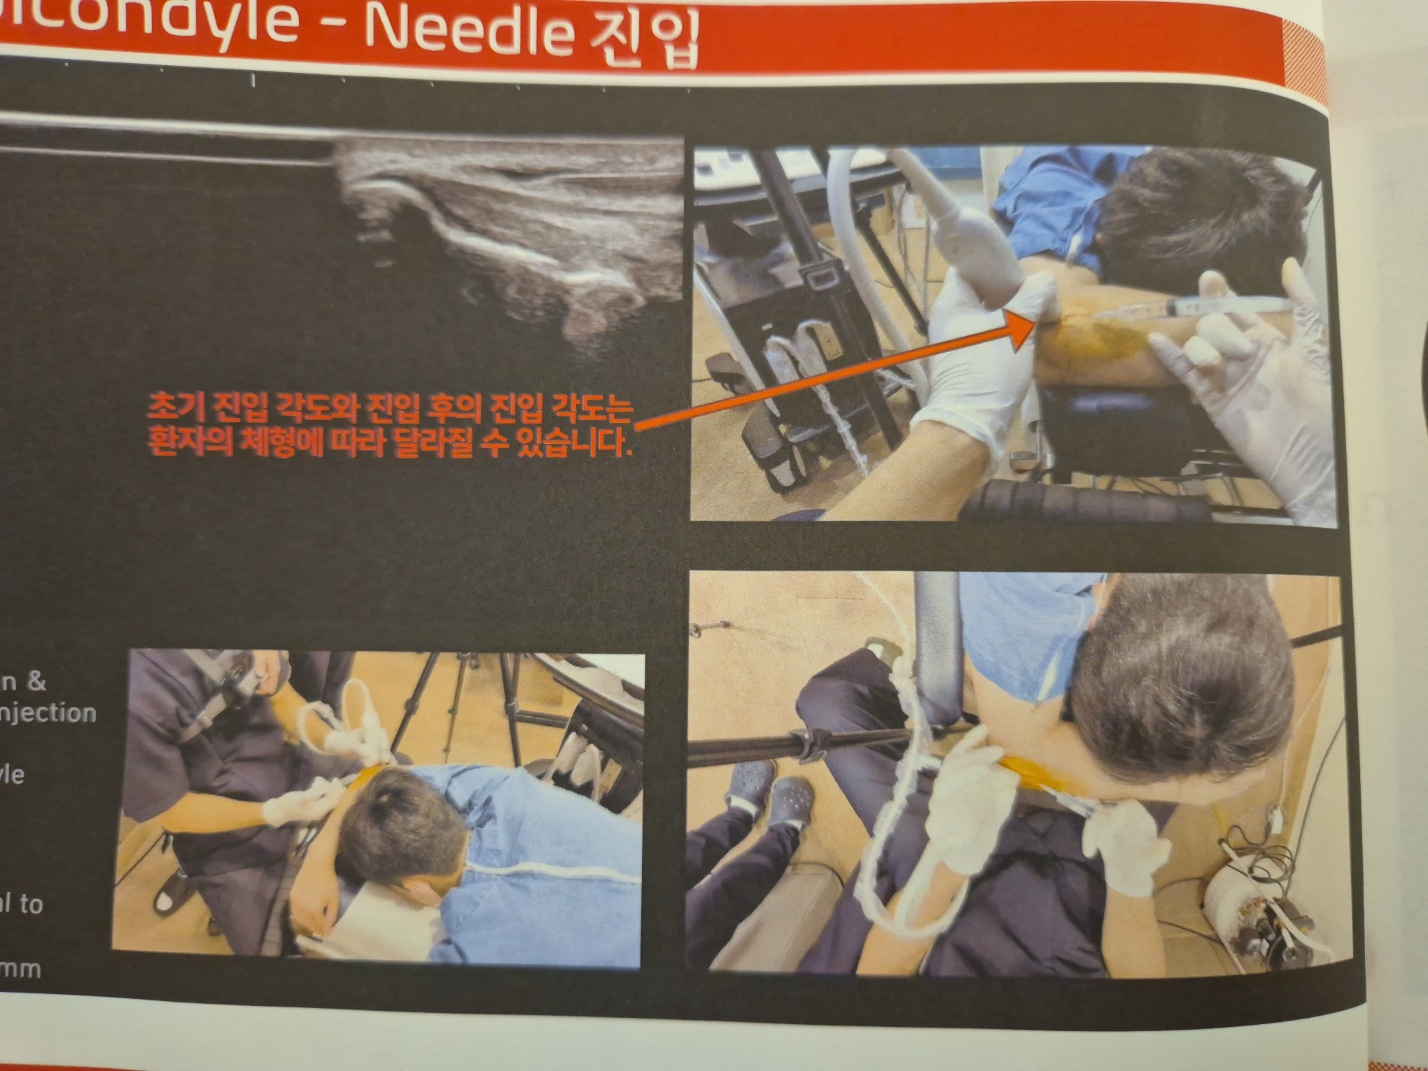 Needle 진입
초기 진입 각도와 진입 후의 진입 각도는
환자의 체형에 따라 달라질 수 있습니다.
n &
njection
yle
al to
mm